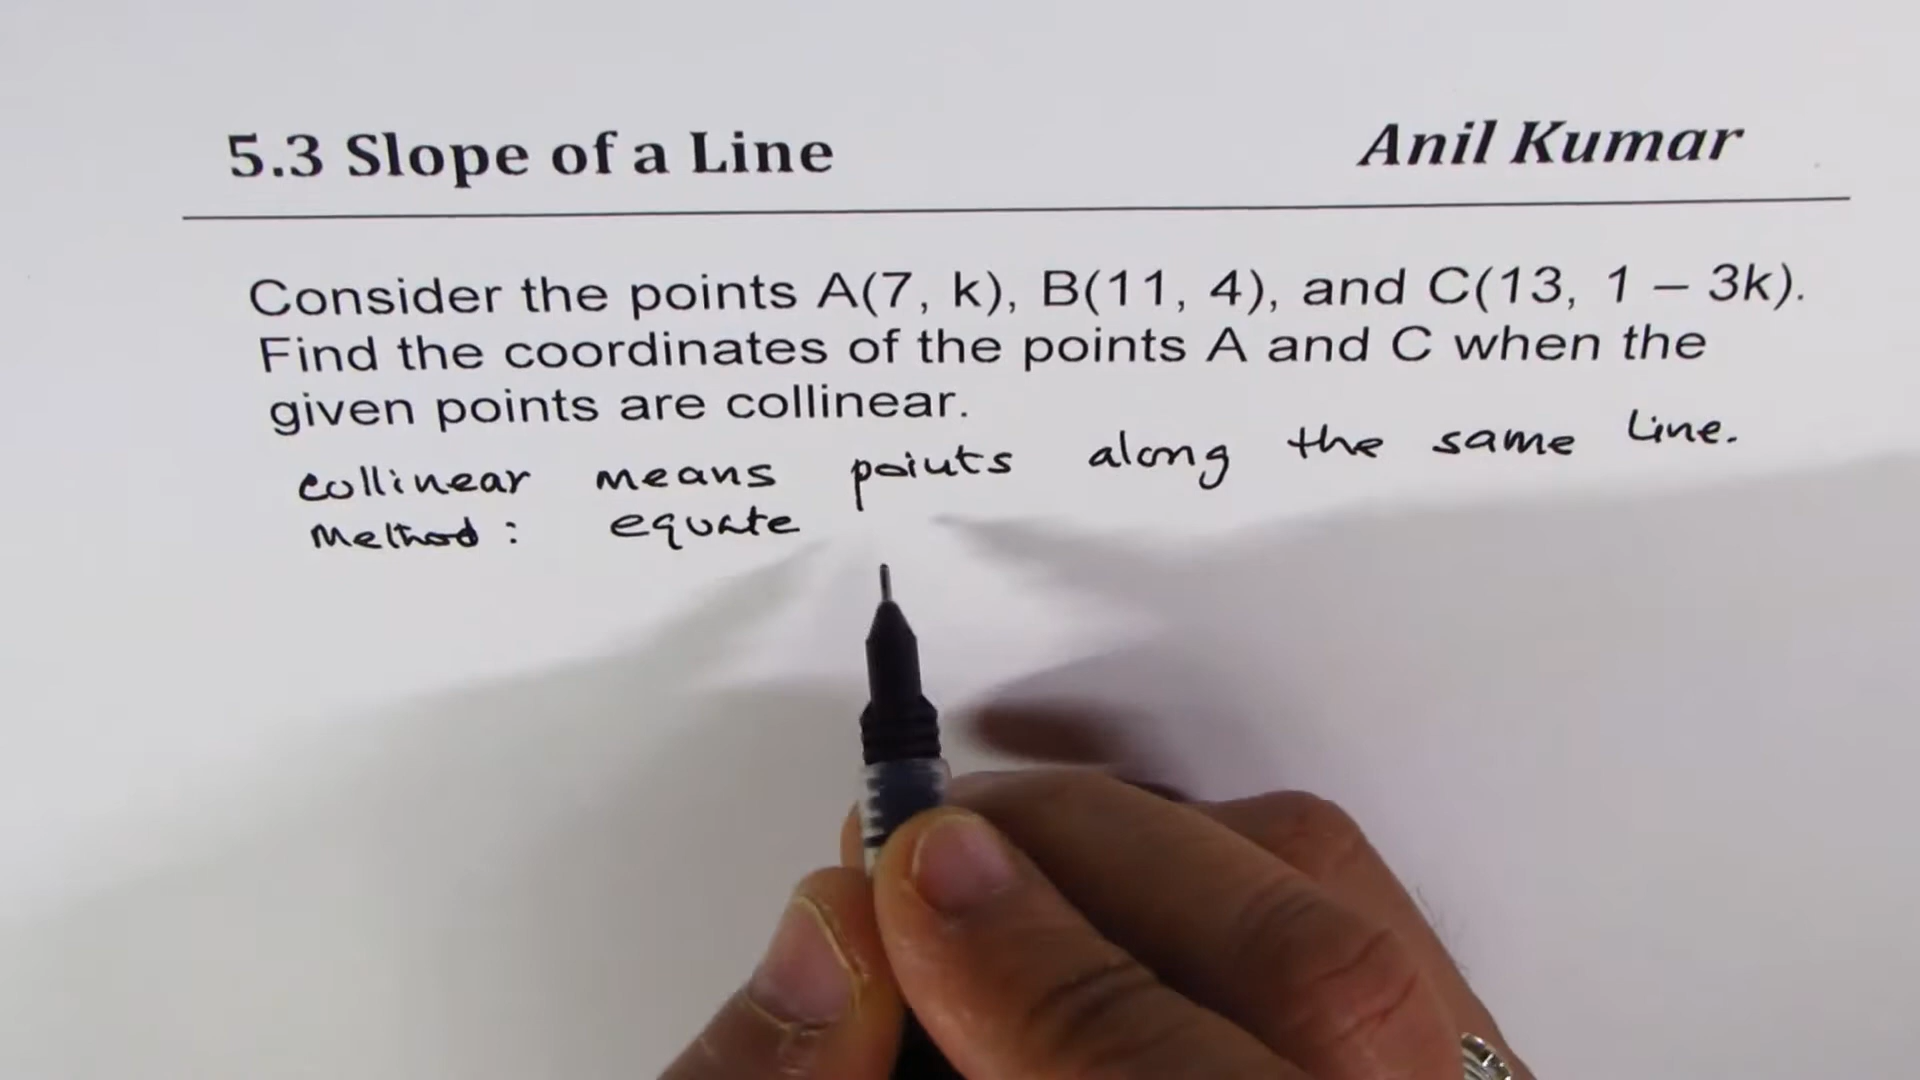 5.3 Slope of a Line Anil Kumar
Consider the points A(7, k), B(11, 4), and C(13, 1 – 3k).
Find the coordinates of the points A and C when the
given points are collinear.
collinear means points along the same line.
Method : equate